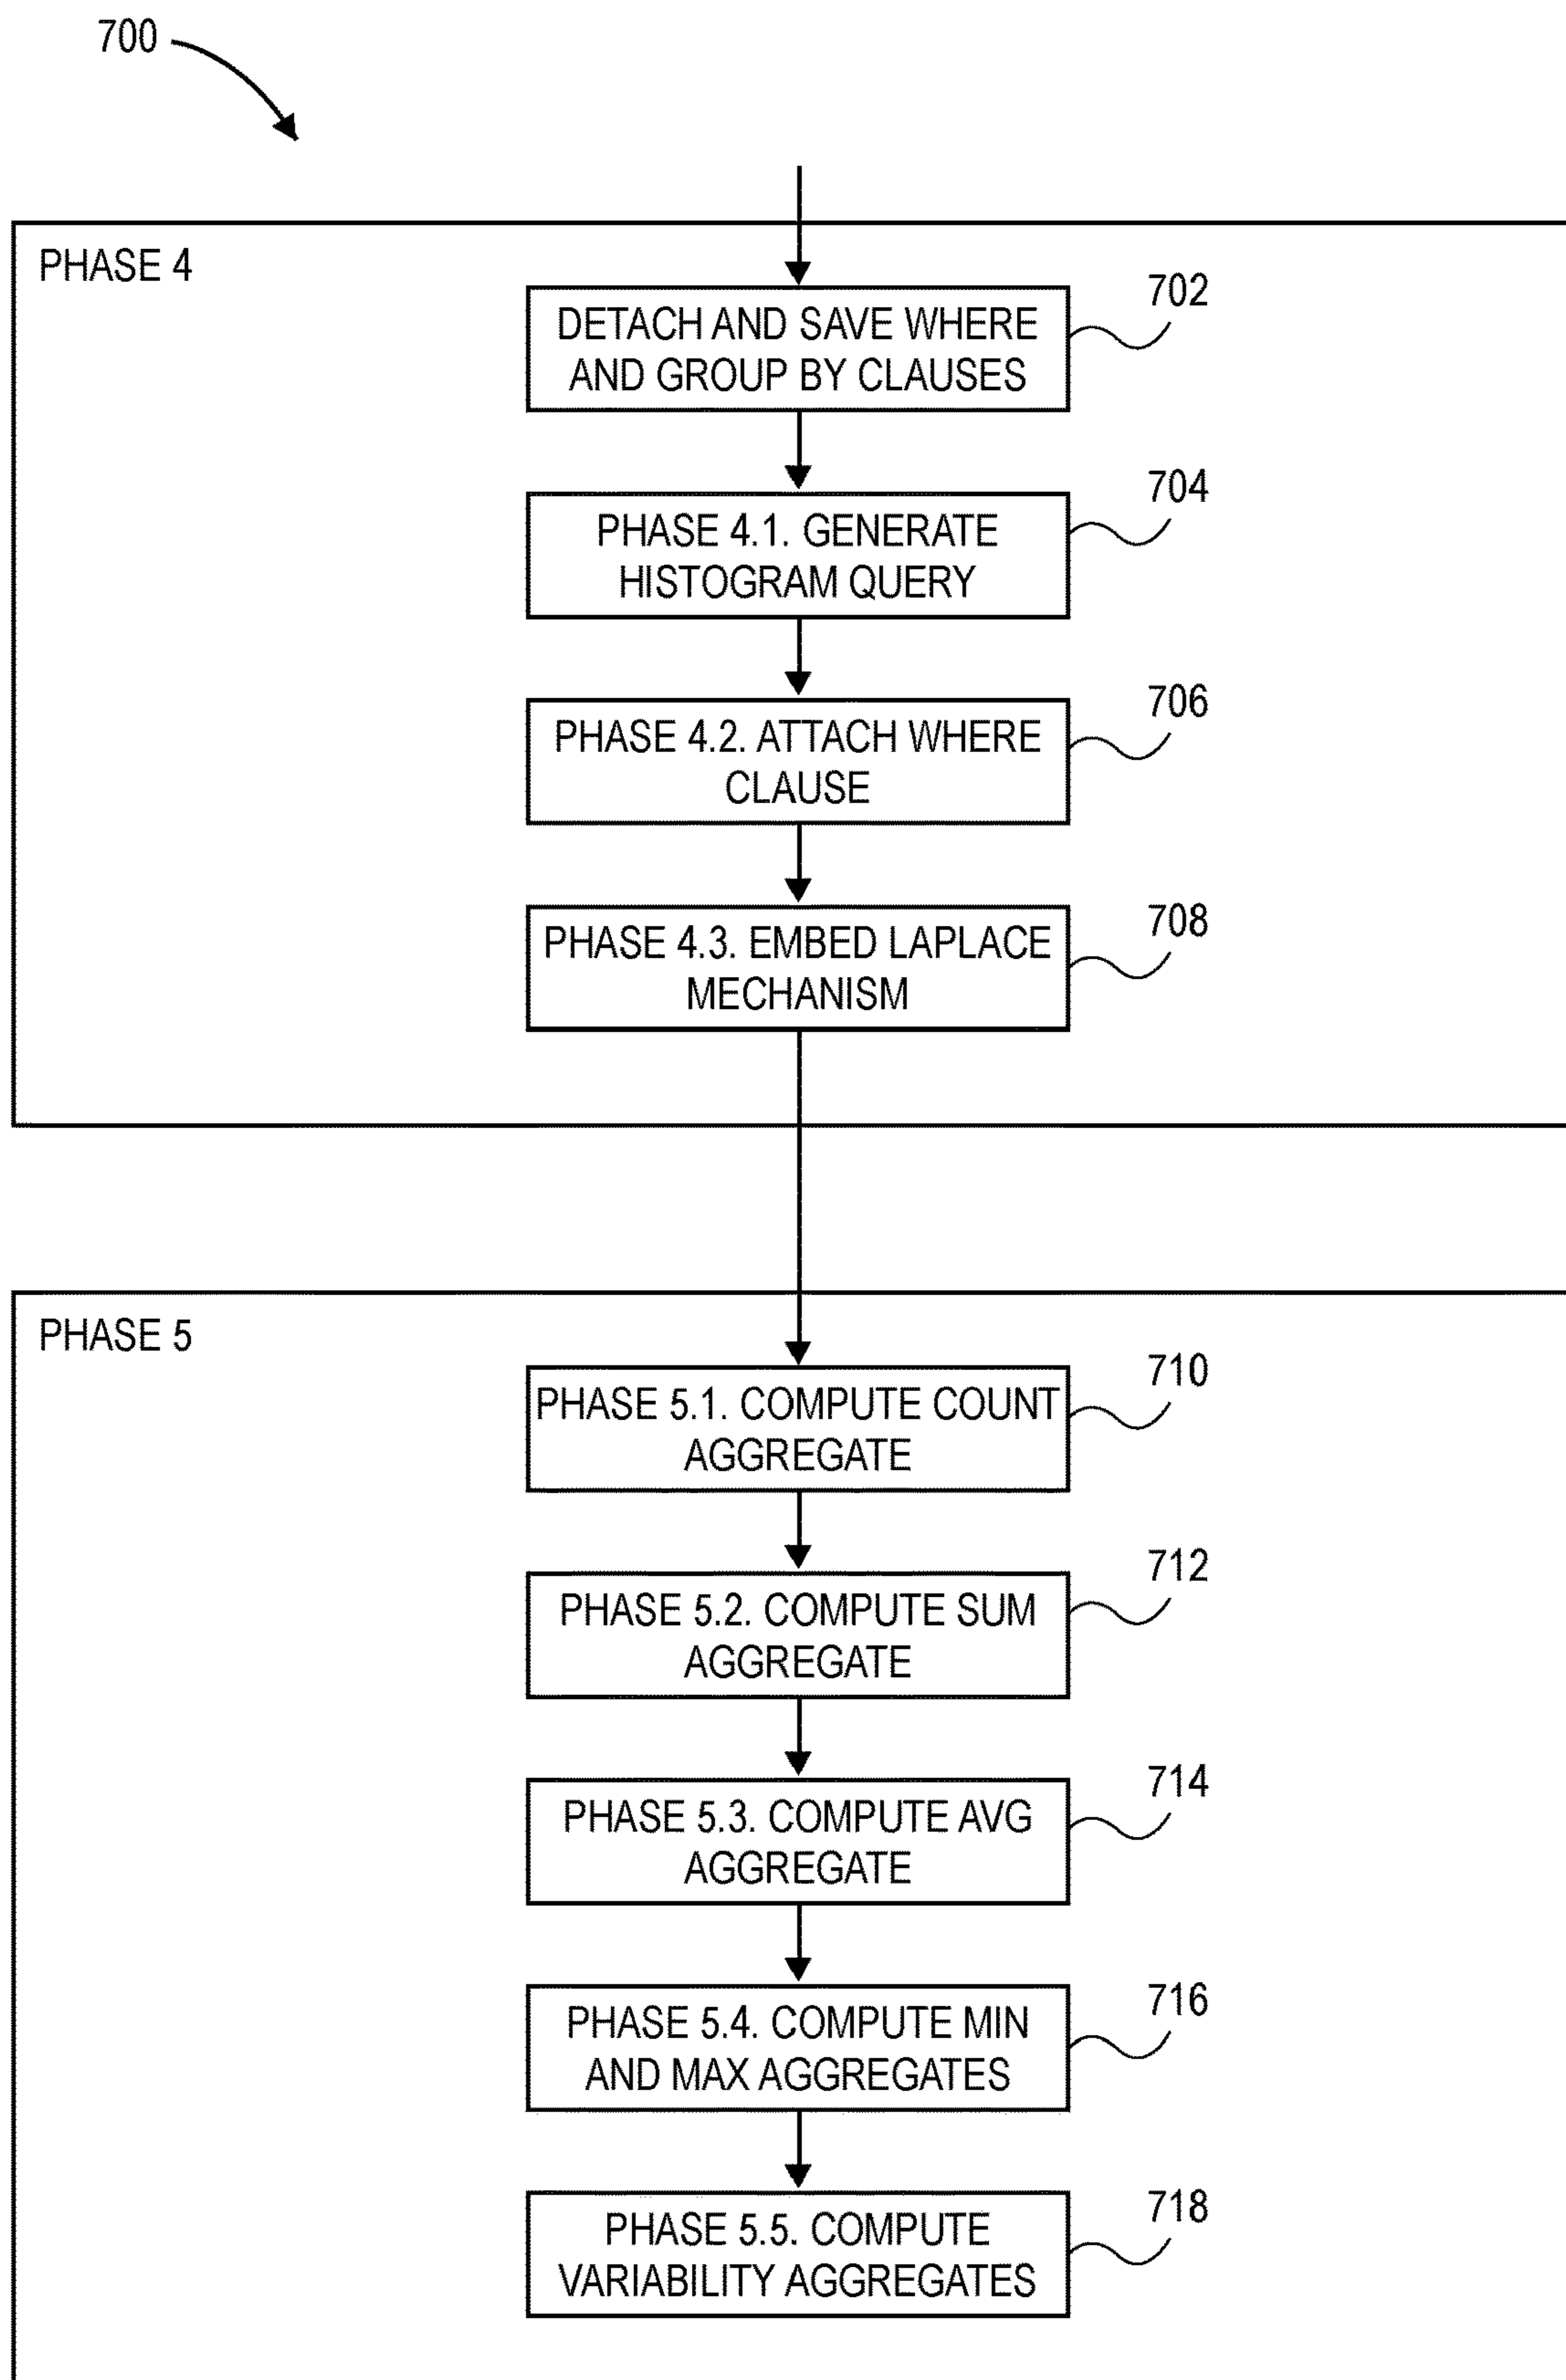 700
PHASE 4
702
DETACH AND SAVE WHERE
AND GROUP BY CLAUSES
704
PHASE 4.1. GENERATE
HISTOGRAM QUERY
706
PHASE 4.2. ATTACH WHERE
CLAUSE
708
PHASE 4.3. EMBED LAPLACE
MECHANISM
PHASE 5
710
PHASE 5.1. COMPUTE COUNT
AGGREGATE
712
PHASE 5.2. COMPUTE SUM
AGGREGATE
714
PHASE 5.3. COMPUTE AVG
AGGREGATE
716
PHASE 5.4. COMPUTE MIN
AND MAX AGGREGATES
718
PHASE 5.5. COMPUTE
VARIABILITY AGGREGATES